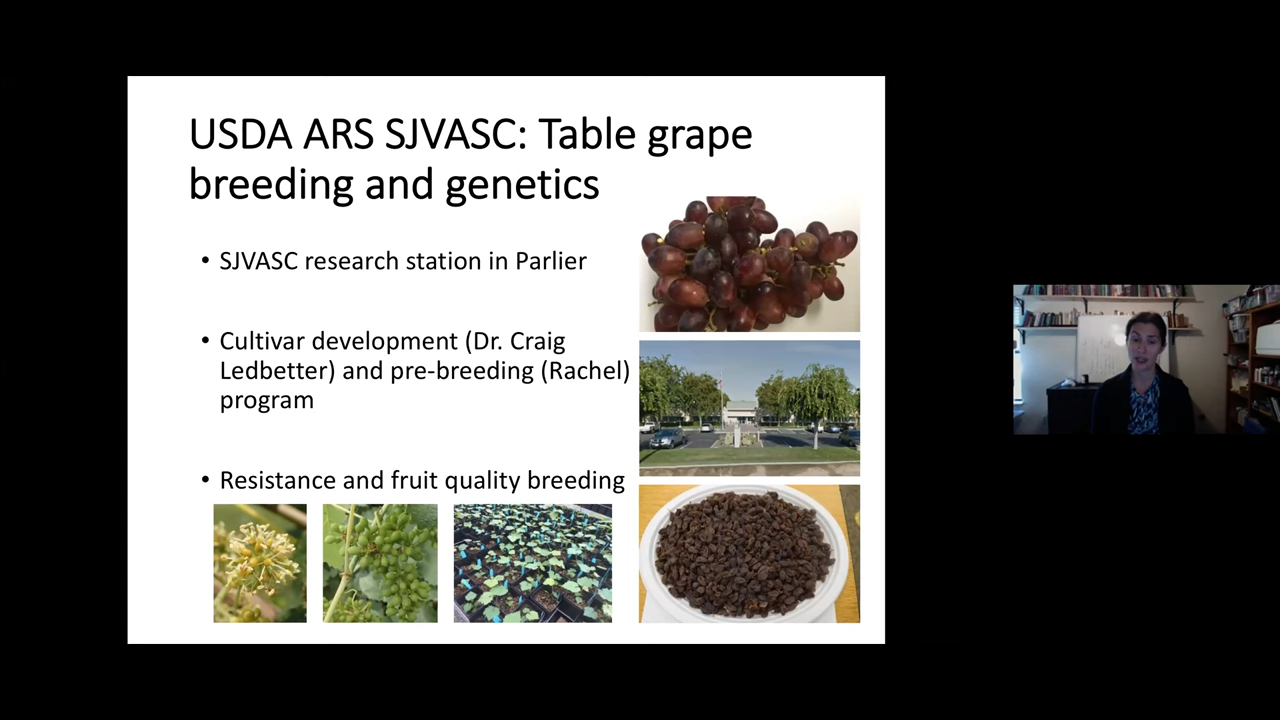 USDA ARS SJVASC: Table grape
breeding and genetics
• SJVASC research station in Parlier
• Cultivar development (Dr. Craig
Ledbetter) and pre-breeding (Rachel)
program
• Resistance and fruit quality breeding